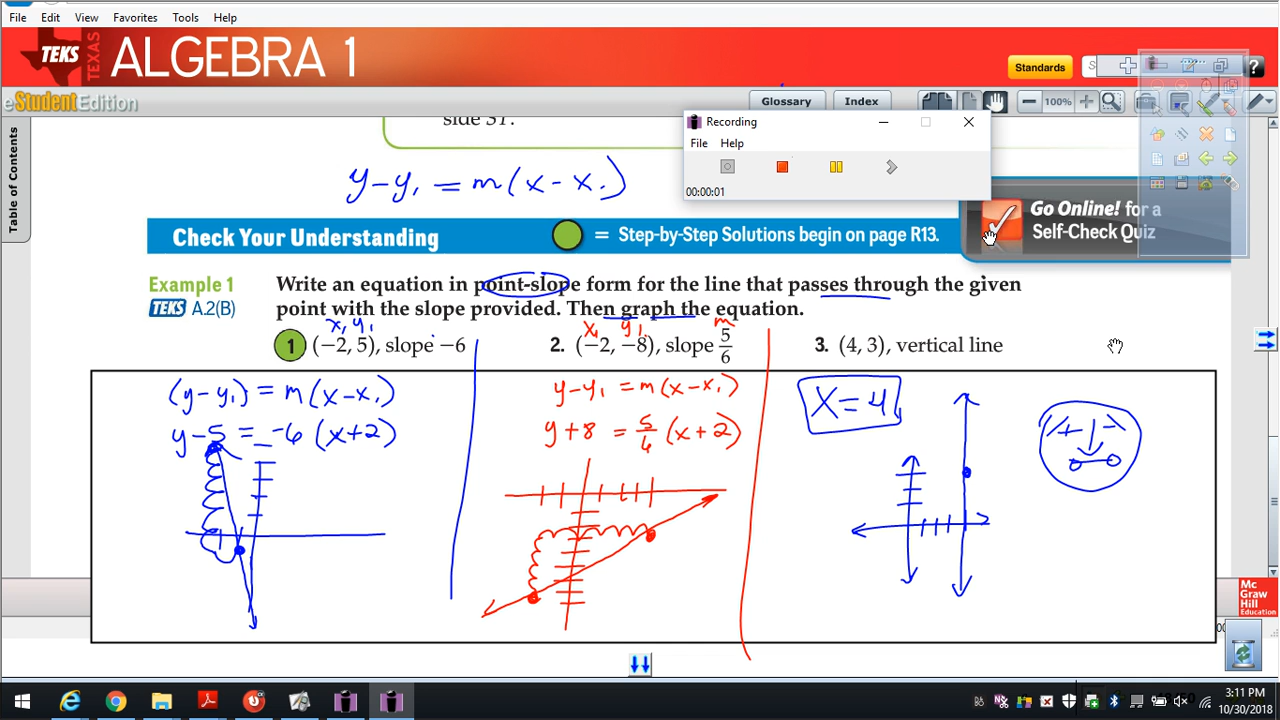 File Edit View Favorites Tools Help
TEKS TEXAS ALGEBRA 1
Standards
eStudentEdition
Glossary Index 100%
Table of Contents
side ST.
Recording
File Help
00:00:01
y-y₁ = m(x-x₁)
Go Online! for a
Self-Check Quiz
Check Your Understanding = Step-by-Step Solutions begin on page R13.
Example 1 Write an equation in point-slope form for the line that passes through the given
TEKS A.2(B) point with the slope provided. Then graph the equation.
x₁ y₁
x₁ y₁ m
1 (−2, 5), slope −6
2. (−2, −8), slope 5/6
3. (4, 3), vertical line
(y-y₁) = m(x-x₁)
y-5 = -6(x+2)
y-y₁ = m(x-x₁)
y+8 = 5/6(x+2)
x=4
Mc
Graw
Hill
Education
3:11 PM
10/30/2018